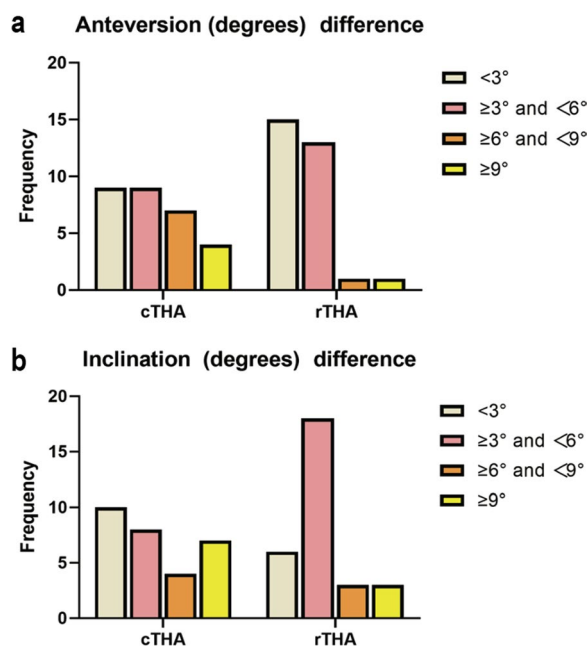 a
Anteversion (degrees) difference
20
15
10
5
0
Frequency
cTHA
rTHA
<3°
≥3° and <6°
≥6° and <9°
≥9°
b
Inclination (degrees) difference
20
15
10
5
0
Frequency
cTHA
rTHA
<3°
≥3° and <6°
≥6° and <9°
≥9°